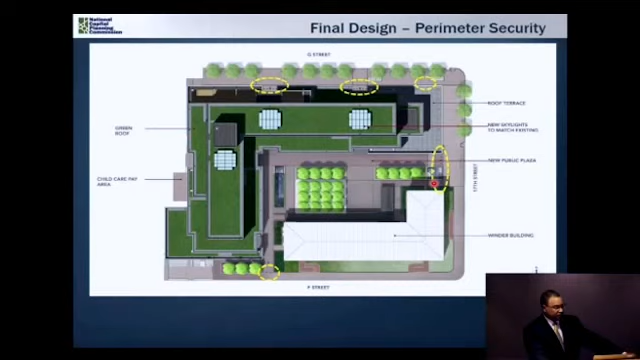 National
Capital
Planning
Commission
Final Design – Perimeter Security
G STREET
ROOF TERRACE
GREEN
ROOF
NEW SKYLIGHTS
TO MATCH EXISTING
NEW PUBLIC PLAZA
CHILD CARE PAY
AREA
17TH STREET
WINDER BUILDING
F STREET